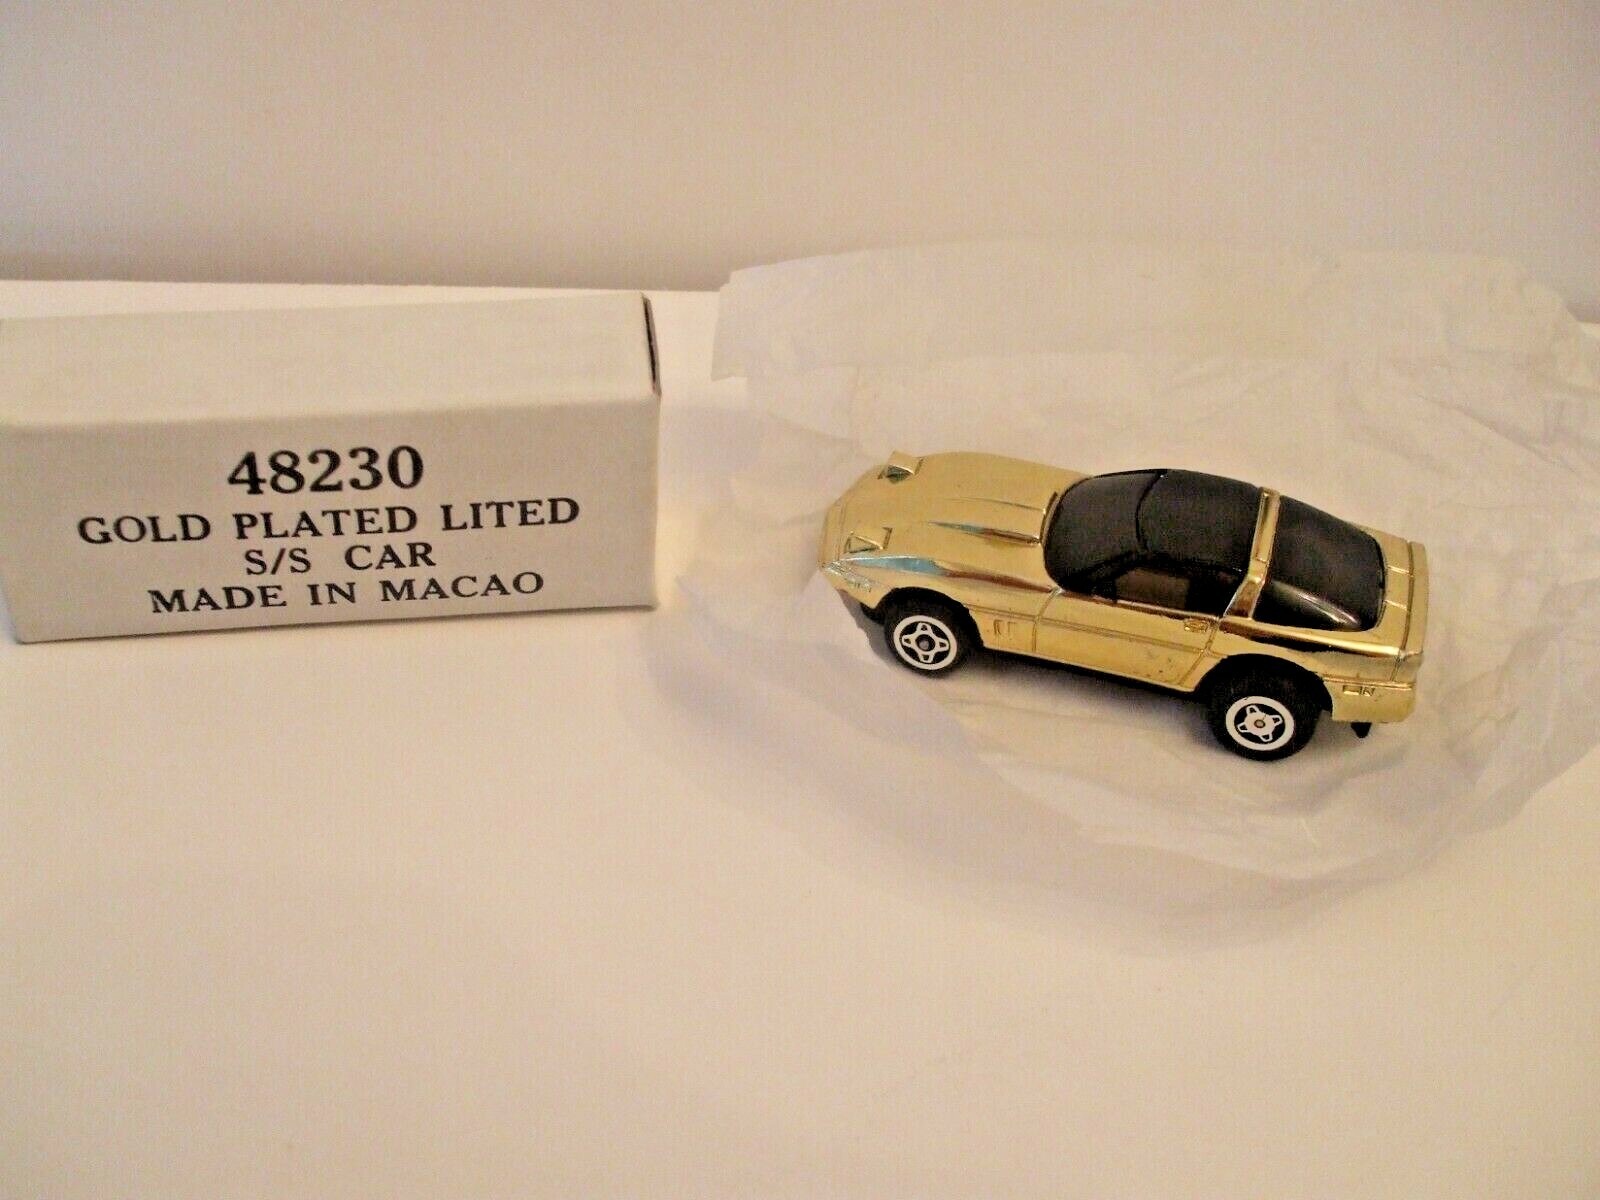 48230
GOLD PLATED LITED
S/S CAR
MADE IN MACAO